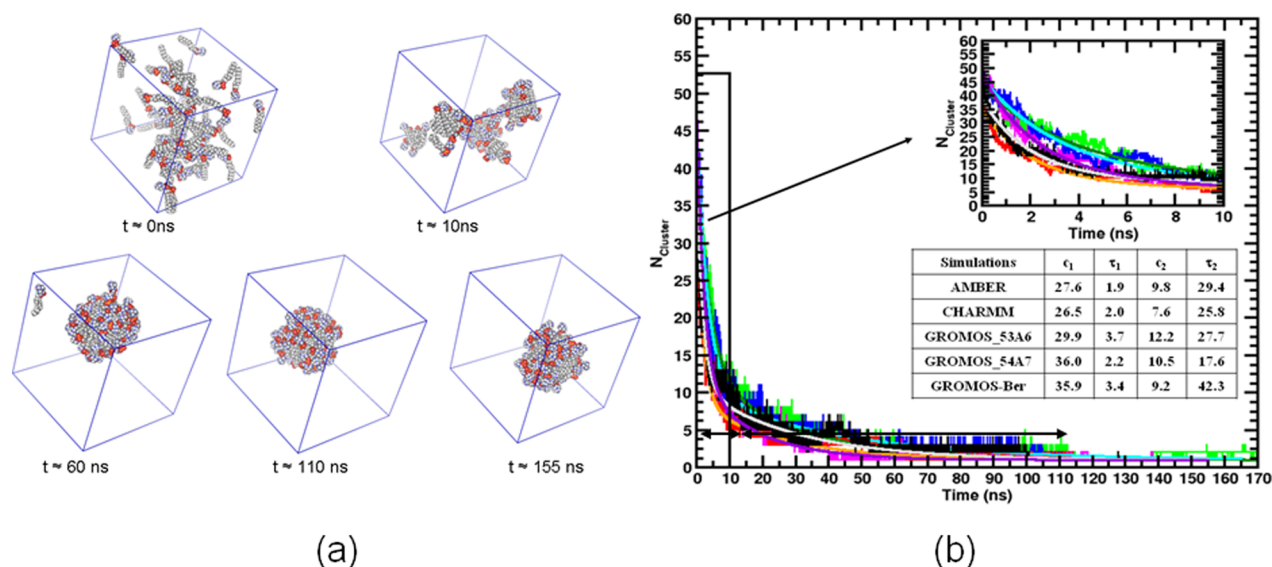 t ≈ 0ns
t ≈ 10ns
t ≈ 60 ns
t ≈ 110 ns
t ≈ 155 ns
(a)
60
55
50
45
40
35
30
25
20
15
10
5
0
N_Cluster
0 10 20 30 40 50 60 70 80 90 100 110 120 130 140 150 160 170
Time (ns)
60
55
50
45
40
35
30
25
20
15
10
5
0
N_Cluster
0 2 4 6 8 10
Time (ns)
Simulations c₁ τ₁ c₂ τ₂
AMBER 27.6 1.9 9.8 29.4
CHARMM 26.5 2.0 7.6 25.8
GROMOS_53A6 29.9 3.7 12.2 27.7
GROMOS_54A7 36.0 2.2 10.5 17.6
GROMOS-Ber 35.9 3.4 9.2 42.3
(b)